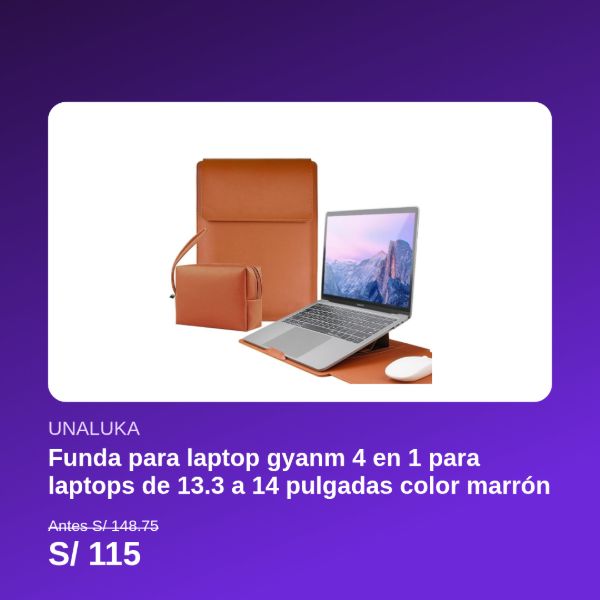 UNALUKA
Funda para laptop gyanm 4 en 1 para
laptops de 13.3 a 14 pulgadas color marrón
Antes S/ 148.75
S/ 115